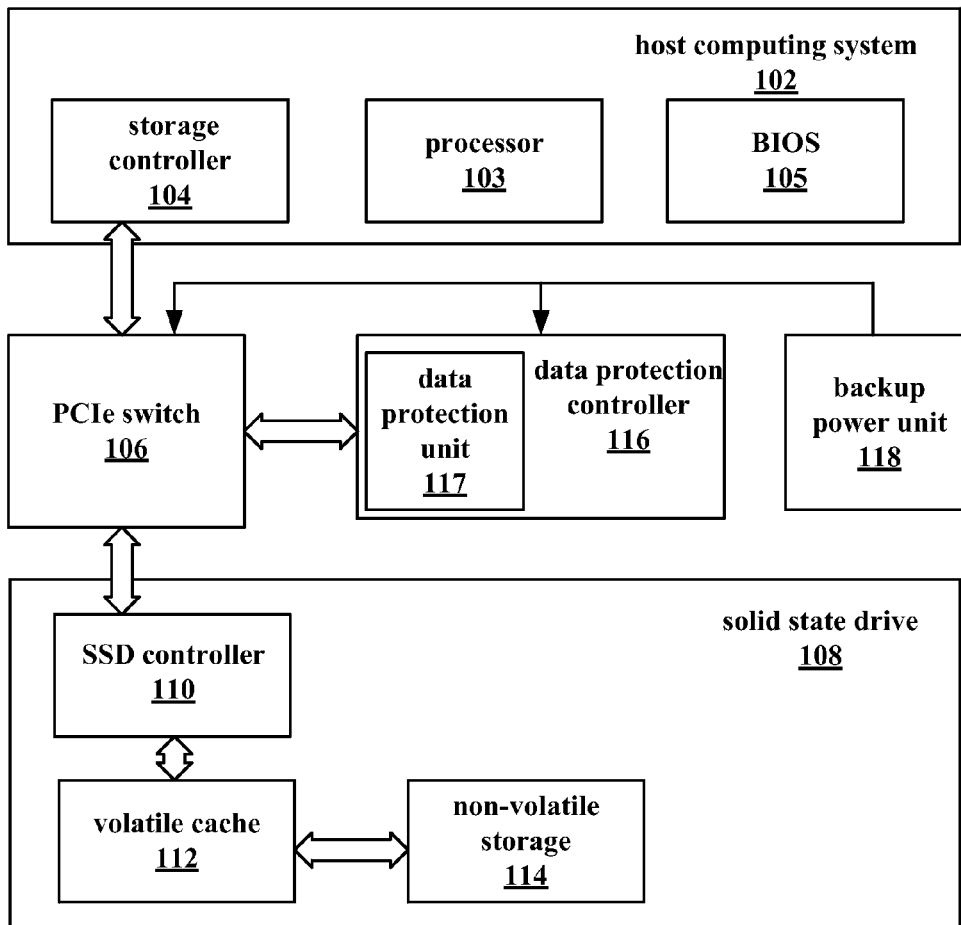 host computing system
102
storage
controller
104
processor
103
BIOS
105
PCIe switch
106
data
protection
unit
117
data protection
controller
116
backup
power unit
118
solid state drive
108
SSD controller
110
volatile cache
112
non-volatile
storage
114